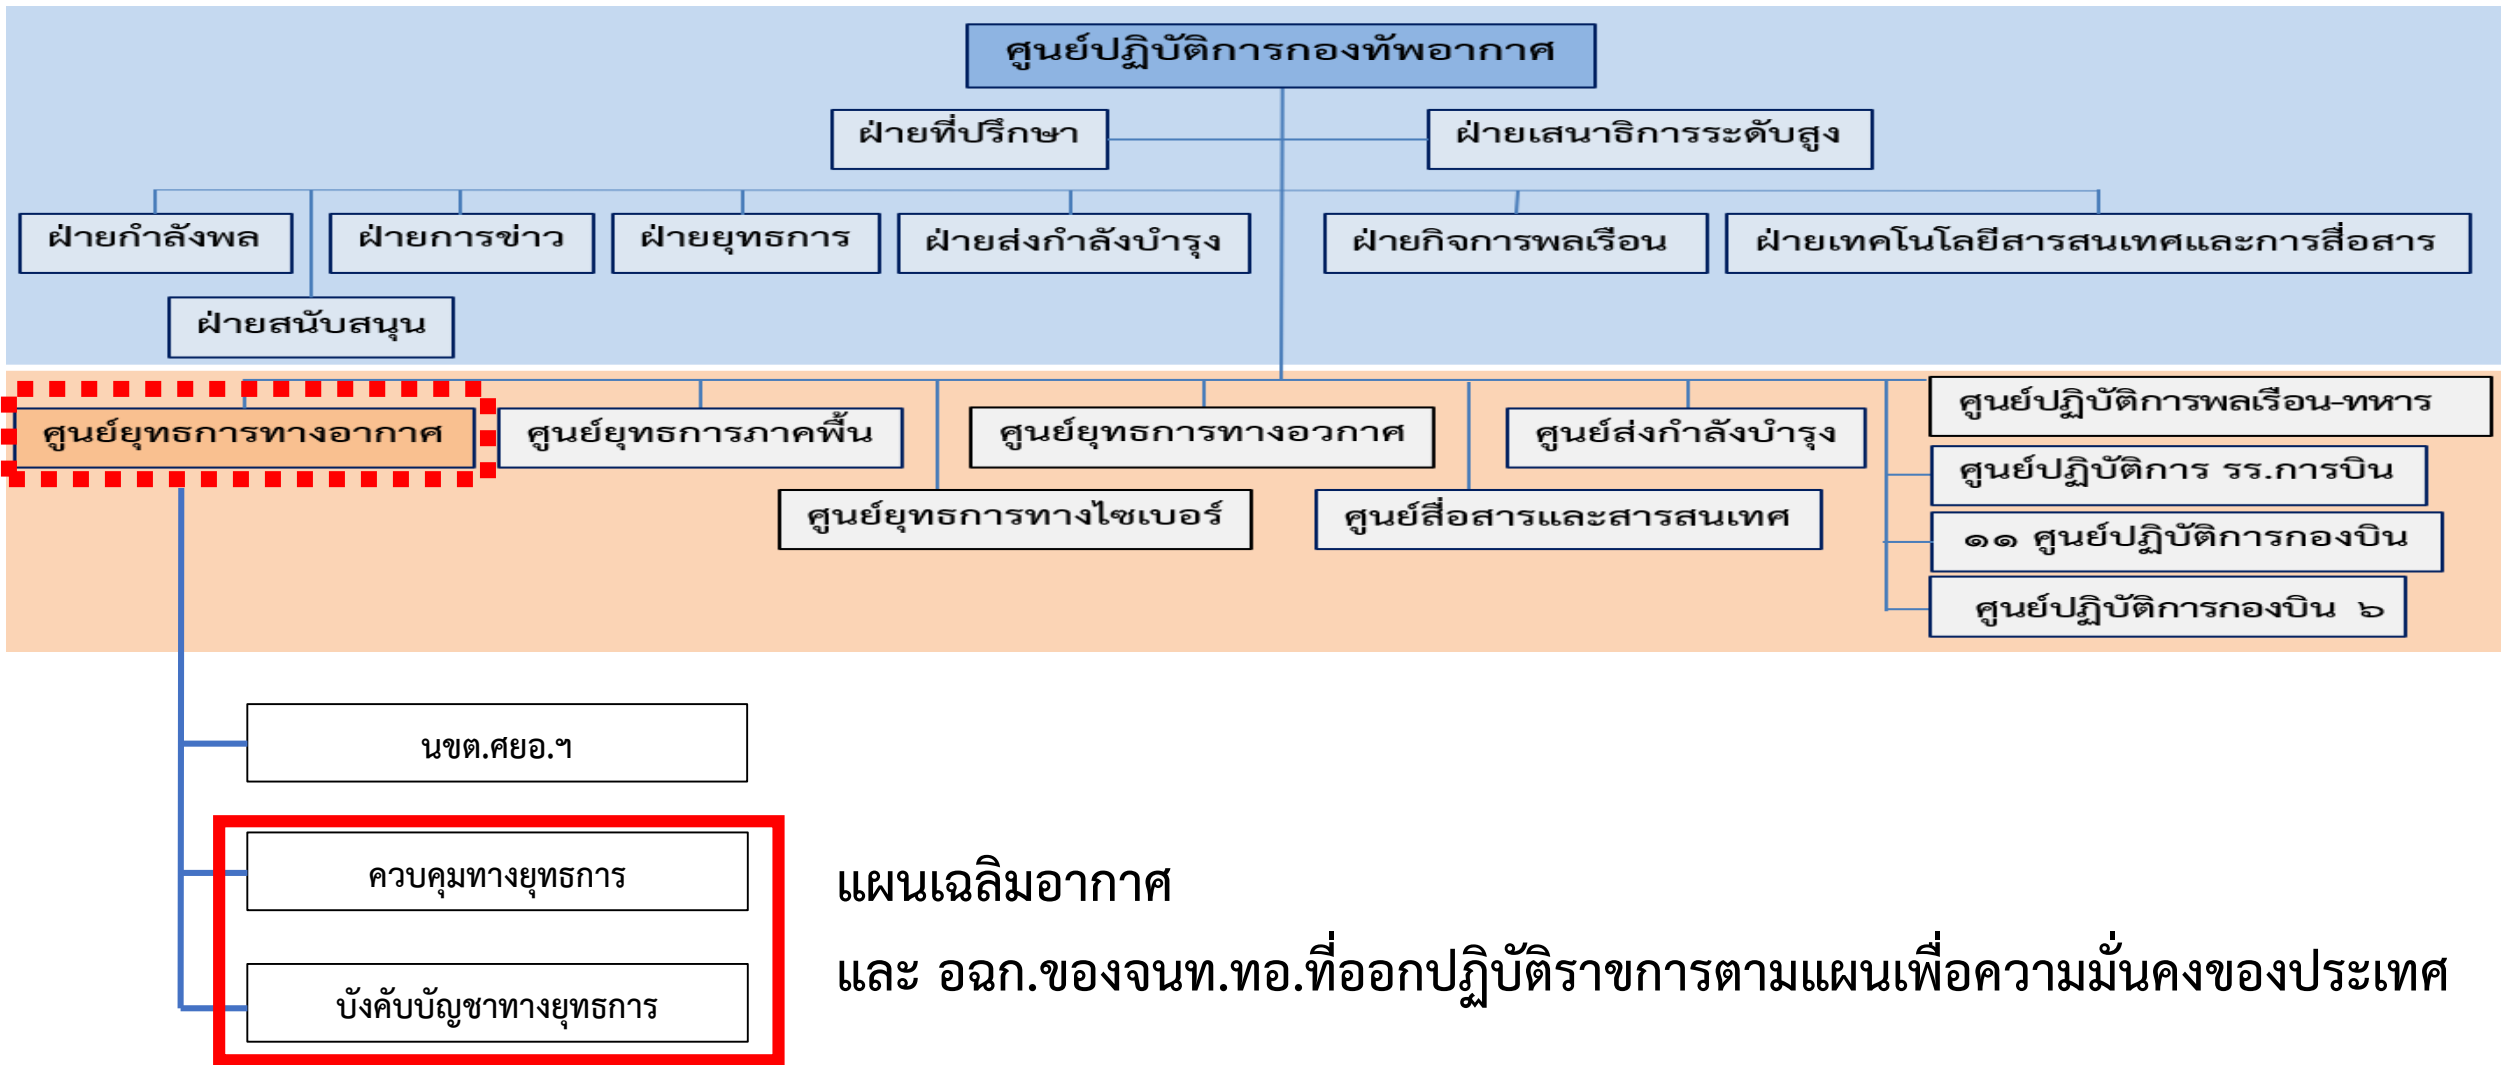 ศูนย์ปฏิบัติการกองทัพอากาศ
ฝ่ายที่ปรึกษา
ฝ่ายเสนาธิการระดับสูง
ฝ่ายกำลังพล
ฝ่ายการข่าว
ฝ่ายยุทธการ
ฝ่ายส่งกำลังบำรุง
ฝ่ายกิจการพลเรือน
ฝ่ายเทคโนโลยีสารสนเทศและการสื่อสาร
ฝ่ายสนับสนุน
ศูนย์ยุทธการทางอากาศ
ศูนย์ยุทธการภาคพื้น
ศูนย์ยุทธการทางอวกาศ
ศูนย์ส่งกำลังบำรุง
ศูนย์ปฏิบัติการพลเรือน-ทหาร
ศูนย์ปฏิบัติการ รร.การบิน
ศูนย์ยุทธการทางไซเบอร์
ศูนย์สื่อสารและสารสนเทศ
๑๑ ศูนย์ปฏิบัติการกองบิน
ศูนย์ปฏิบัติการกองบิน ๖
นขต.ศยอ.ฯ
ควบคุมทางยุทธการ
บังคับบัญชาทางยุทธการ
แผนเฉลิมอากาศ
และ อฉก.ของจนท.ทอ.ที่ออกปฏิบัติราขการตามแผนเพื่อความมั่นคงของประเทศ